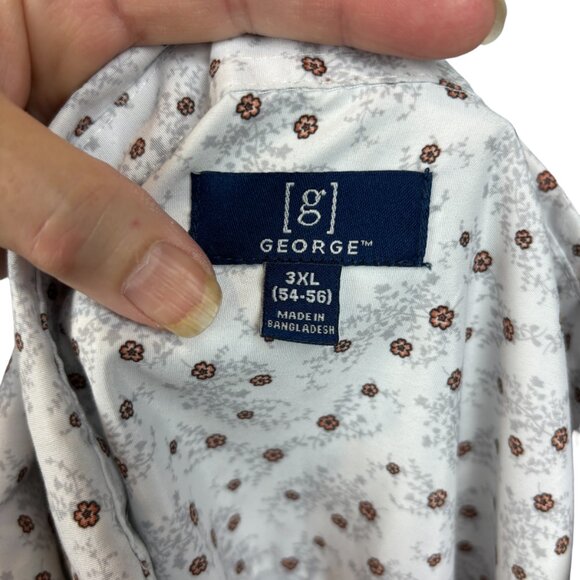 [g]
GEORGE™
3XL
(54-56)
MADE IN
BANGLADESH